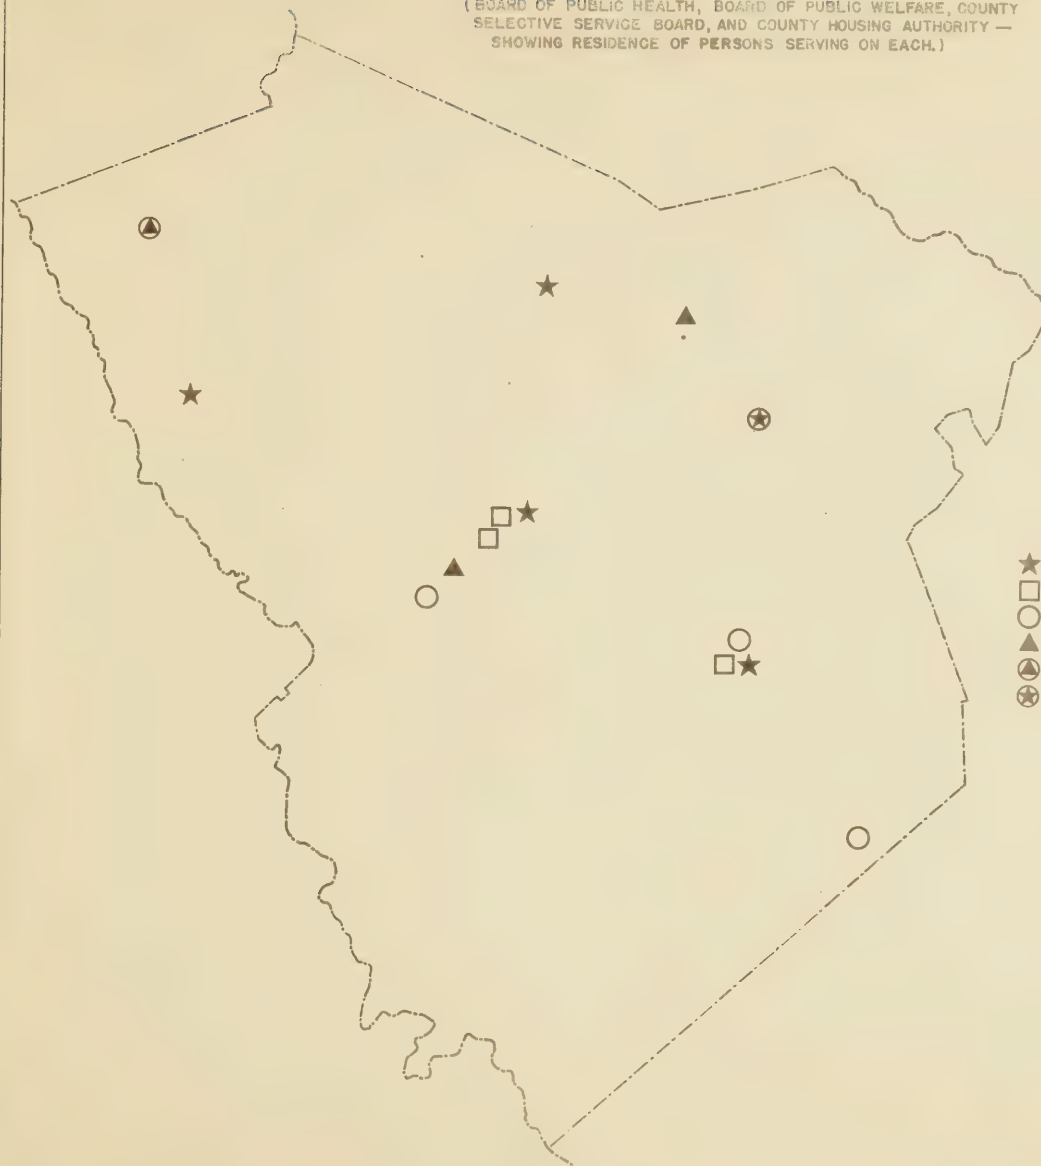 (BOARD OF PUBLIC HEALTH, BOARD OF PUBLIC WELFARE, COUNTY
SELECTIVE SERVICE BOARD, AND COUNTY HOUSING AUTHORITY —
SHOWING RESIDENCE OF PERSONS SERVING ON EACH.)